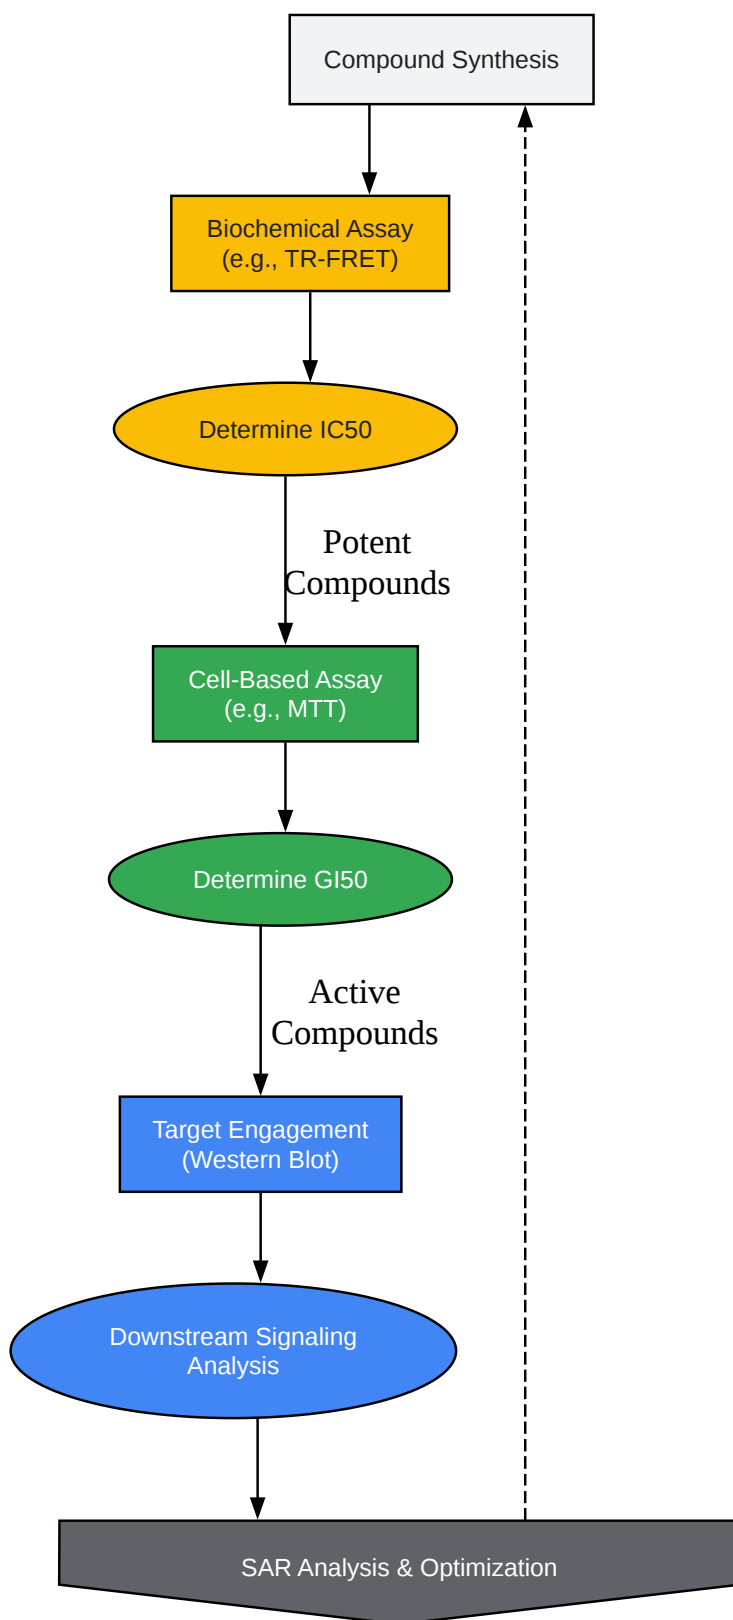 Compound Synthesis
Biochemical Assay
(e.g., TR-FRET)
Determine IC50
Potent
Compounds
Cell-Based Assay
(e.g., MTT)
Determine GI50
Active
Compounds
Target Engagement
(Western Blot)
Downstream Signaling
Analysis
SAR Analysis & Optimization